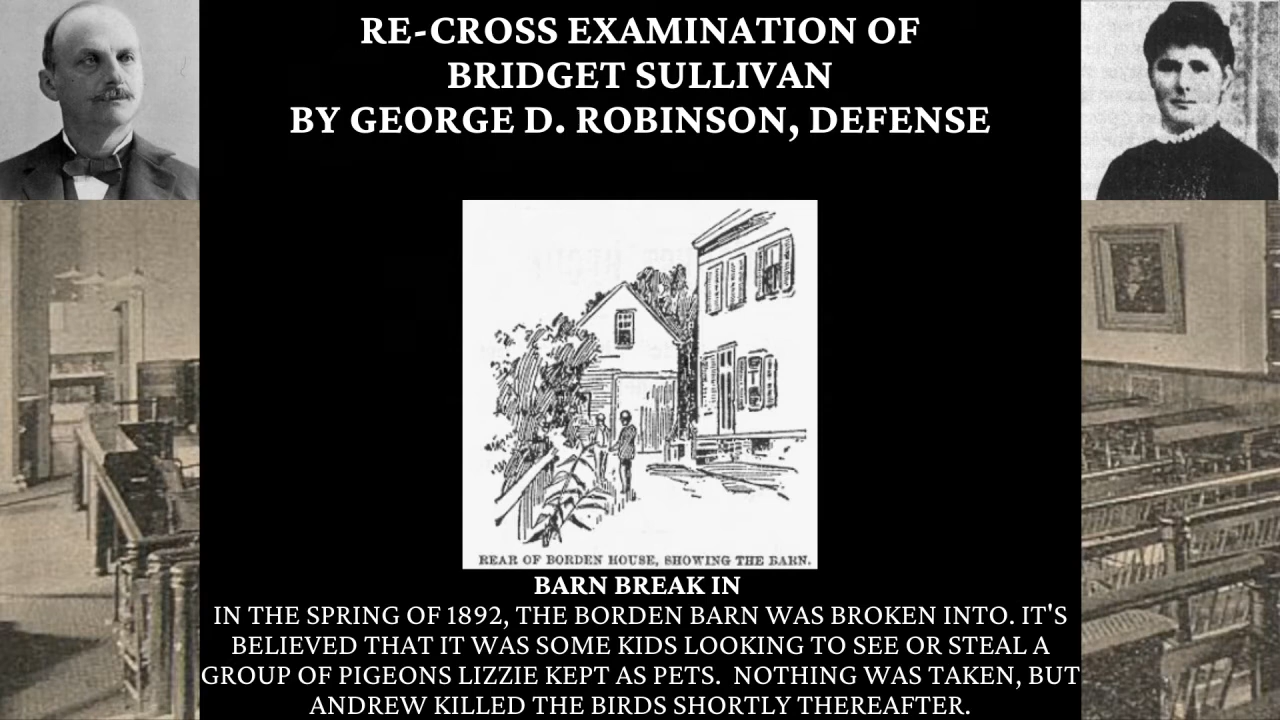 RE-CROSS EXAMINATION OF
BRIDGET SULLIVAN
BY GEORGE D. ROBINSON, DEFENSE
REAR OF BORDEN HOUSE, SHOWING THE BARN.
BARN BREAK IN
IN THE SPRING OF 1892, THE BORDEN BARN WAS BROKEN INTO. IT'S
BELIEVED THAT IT WAS SOME KIDS LOOKING TO SEE OR STEAL A
GROUP OF PIGEONS LIZZIE KEPT AS PETS.  NOTHING WAS TAKEN, BUT
ANDREW KILLED THE BIRDS SHORTLY THEREAFTER.